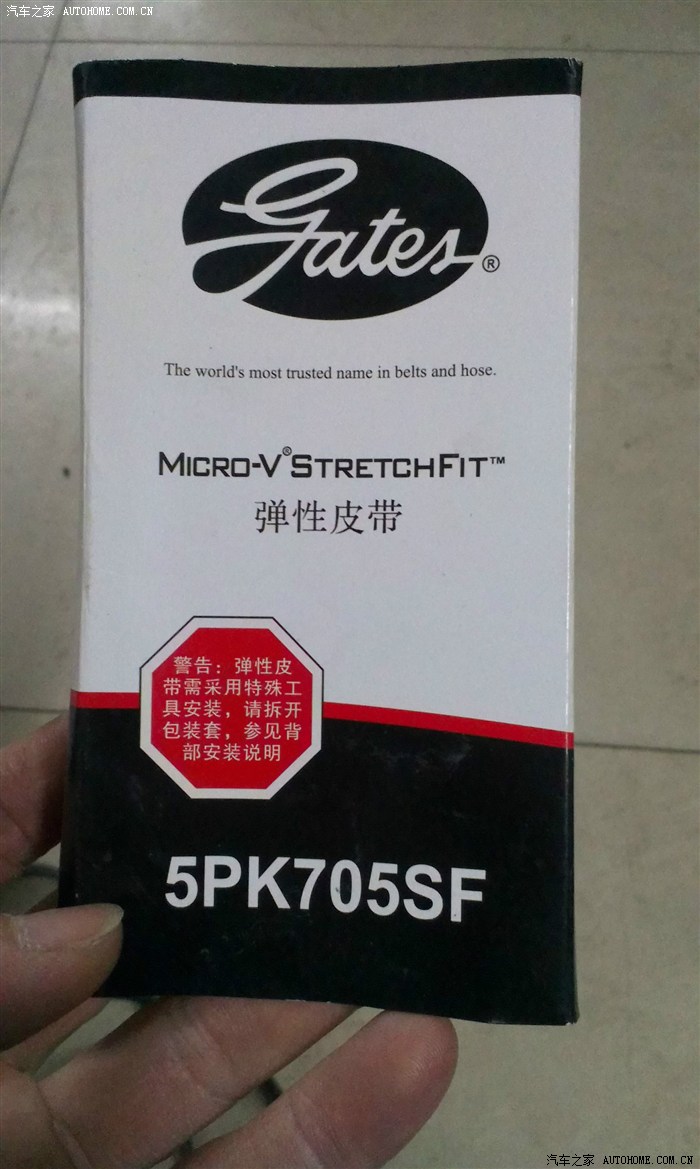 汽车之家 AUTOHOME.COM.CN
Gates®
The world's most trusted name in belts and hose.
MICRO-V® STRETCHFIT™
弹性皮带
警告：弹性皮
带需采用特殊工
具安装，请拆开
包装套，参见背
部安装说明
5PK705SF
汽车之家 AUTOHOME.COM.CN